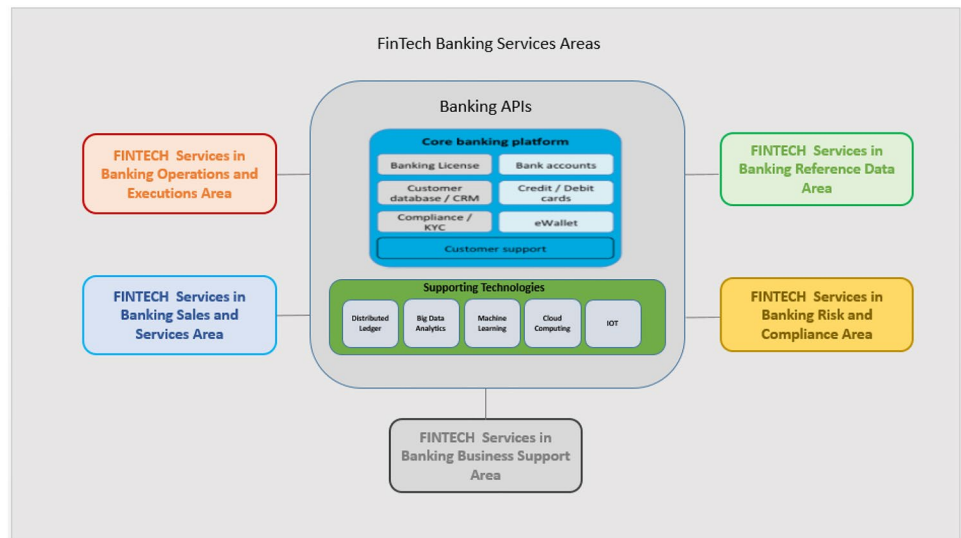 FinTech Banking Services Areas
Banking APIs
Core banking platform
Banking License
Bank accounts
Customer
database / CRM
Credit / Debit
cards
Compliance /
KYC
eWallet
Customer support
Supporting Technologies
Distributed
Ledger
Big Data
Analytics
Machine
Learning
Cloud
Computing
IOT
FINTECH Services in
Banking Operations and
Executions Area
FINTECH Services in
Banking Sales and
Services Area
FINTECH Services in
Banking Reference Data
Area
FINTECH Services in
Banking Risk and
Compliance Area
FINTECH Services in
Banking Business Support
Area